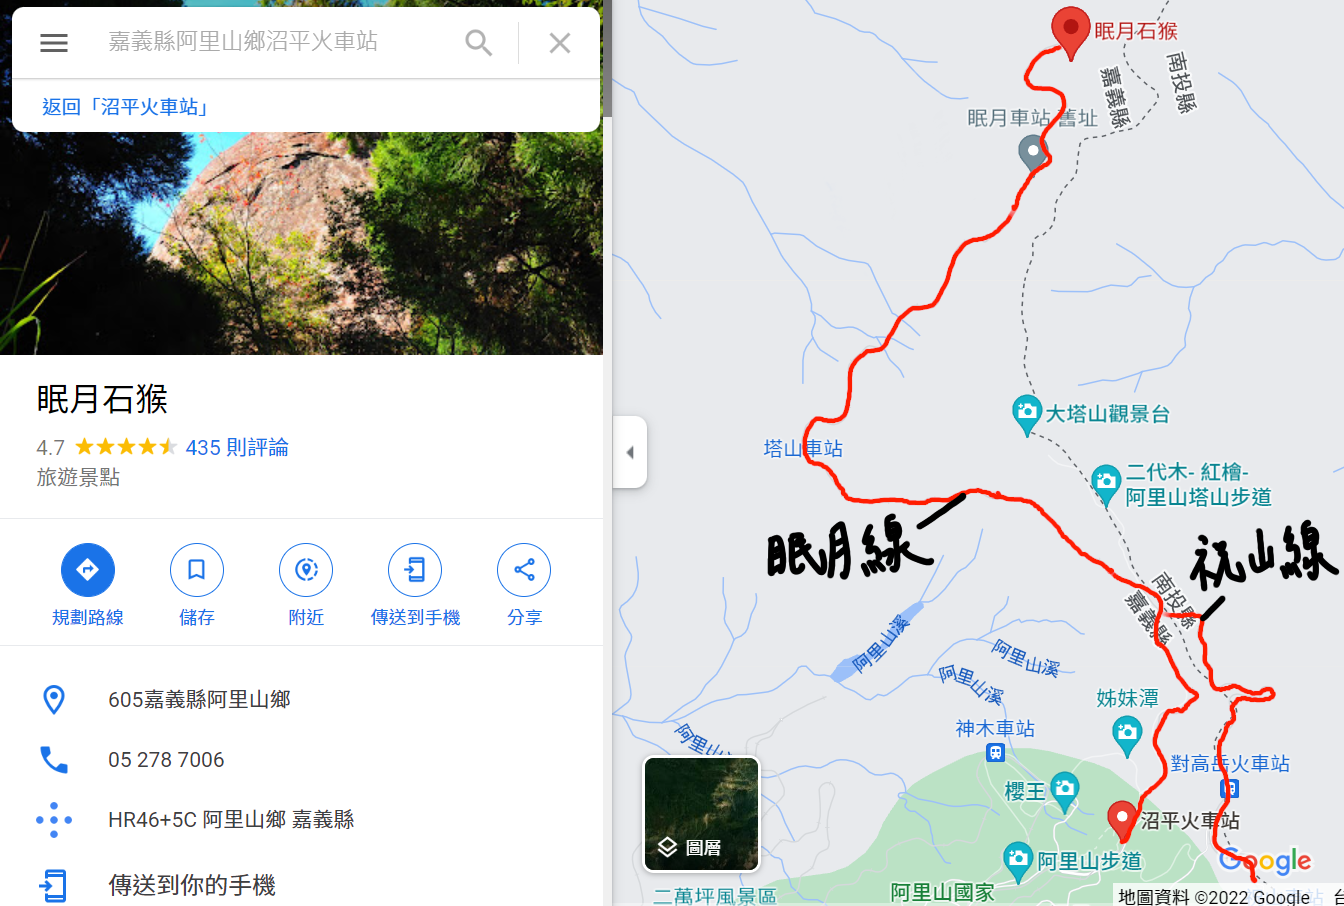 嘉義縣阿里山鄉沼平火車站
返回「沼平火車站」
眠月石猴
4.7
435 則評論
旅遊景點
規劃路線
儲存
附近
傳送到手機
分享
605嘉義縣阿里山鄉
05 278 7006
HR46+5C 阿里山鄉 嘉義縣
傳送到你的手機
眠月石猴
南投縣
嘉義縣
眠月車站 舊址
大塔山觀景台
塔山車站
二代木- 紅檜-
阿里山塔山步道
眠月線
祝山線
南投縣
嘉義縣
阿里山溪
阿里山溪
阿里山溪
阿里山
姊妹潭
神木車站
對高岳火車站
櫻王
沼平火車站
圖層
阿里山步道
Google
二萬坪風景區
阿里山國家
地圖資料 ©2022 Google